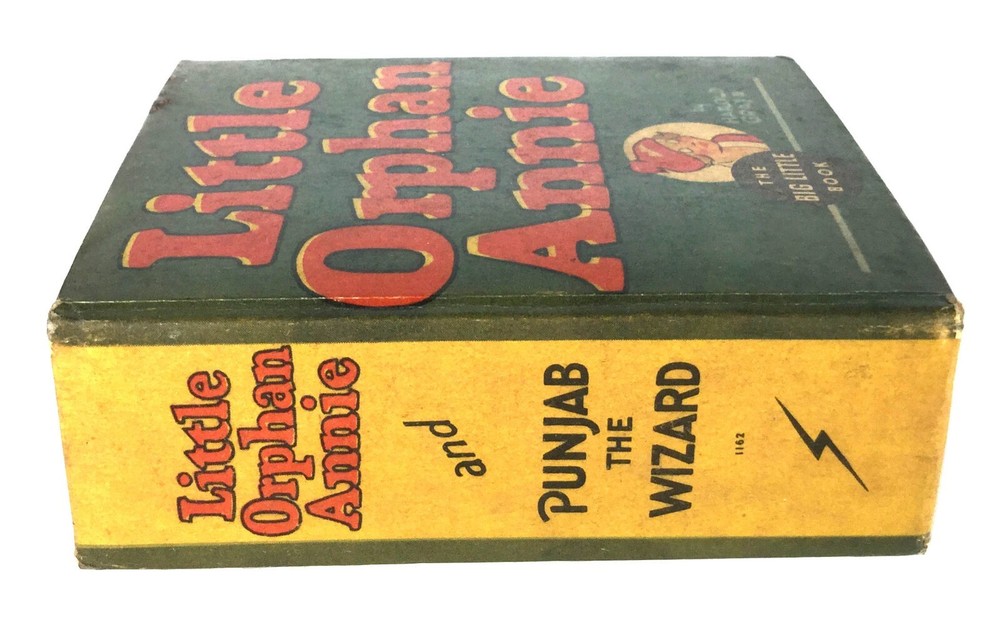 Little
Orphan
Annie
by
HAROLD
GRAY
THE
BIG LITTLE
BOOK
Little
Orphan
Annie
and
PUNJAB
THE
WIZARD
1162